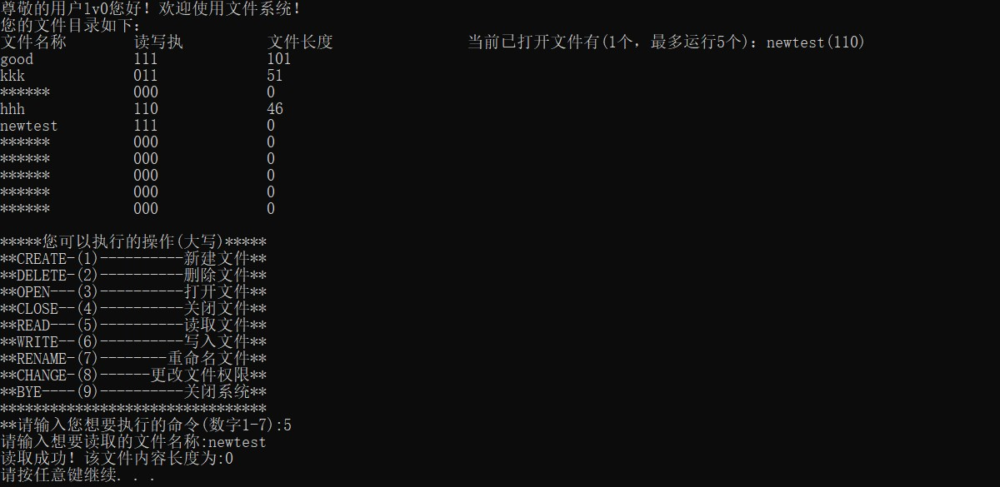 尊敬的用户lv0您好！欢迎使用文件系统！
您的文件目录如下：
文件名称 读写执 文件长度 当前已打开文件有(1个，最多运行5个)：newtest(110)
good 111 101
kkk 011 51
****** 000 0
hhh 110 46
newtest 111 0
****** 000 0
****** 000 0
****** 000 0
****** 000 0
****** 000 0
*****您可以执行的操作(大写)*****
**CREATE-(1)----------新建文件**
**DELETE-(2)----------删除文件**
**OPEN---(3)----------打开文件**
**CLOSE--(4)----------关闭文件**
**READ---(5)----------读取文件**
**WRITE--(6)----------写入文件**
**RENAME-(7)--------重命名文件**
**CHANGE-(8)------更改文件权限**
**BYE----(9)----------关闭系统**
********************************
**请输入您想要执行的命令(数字1-7):5
请输入想要读取的文件名称:newtest
读取成功！该文件内容长度为:0
请按任意键继续. . .